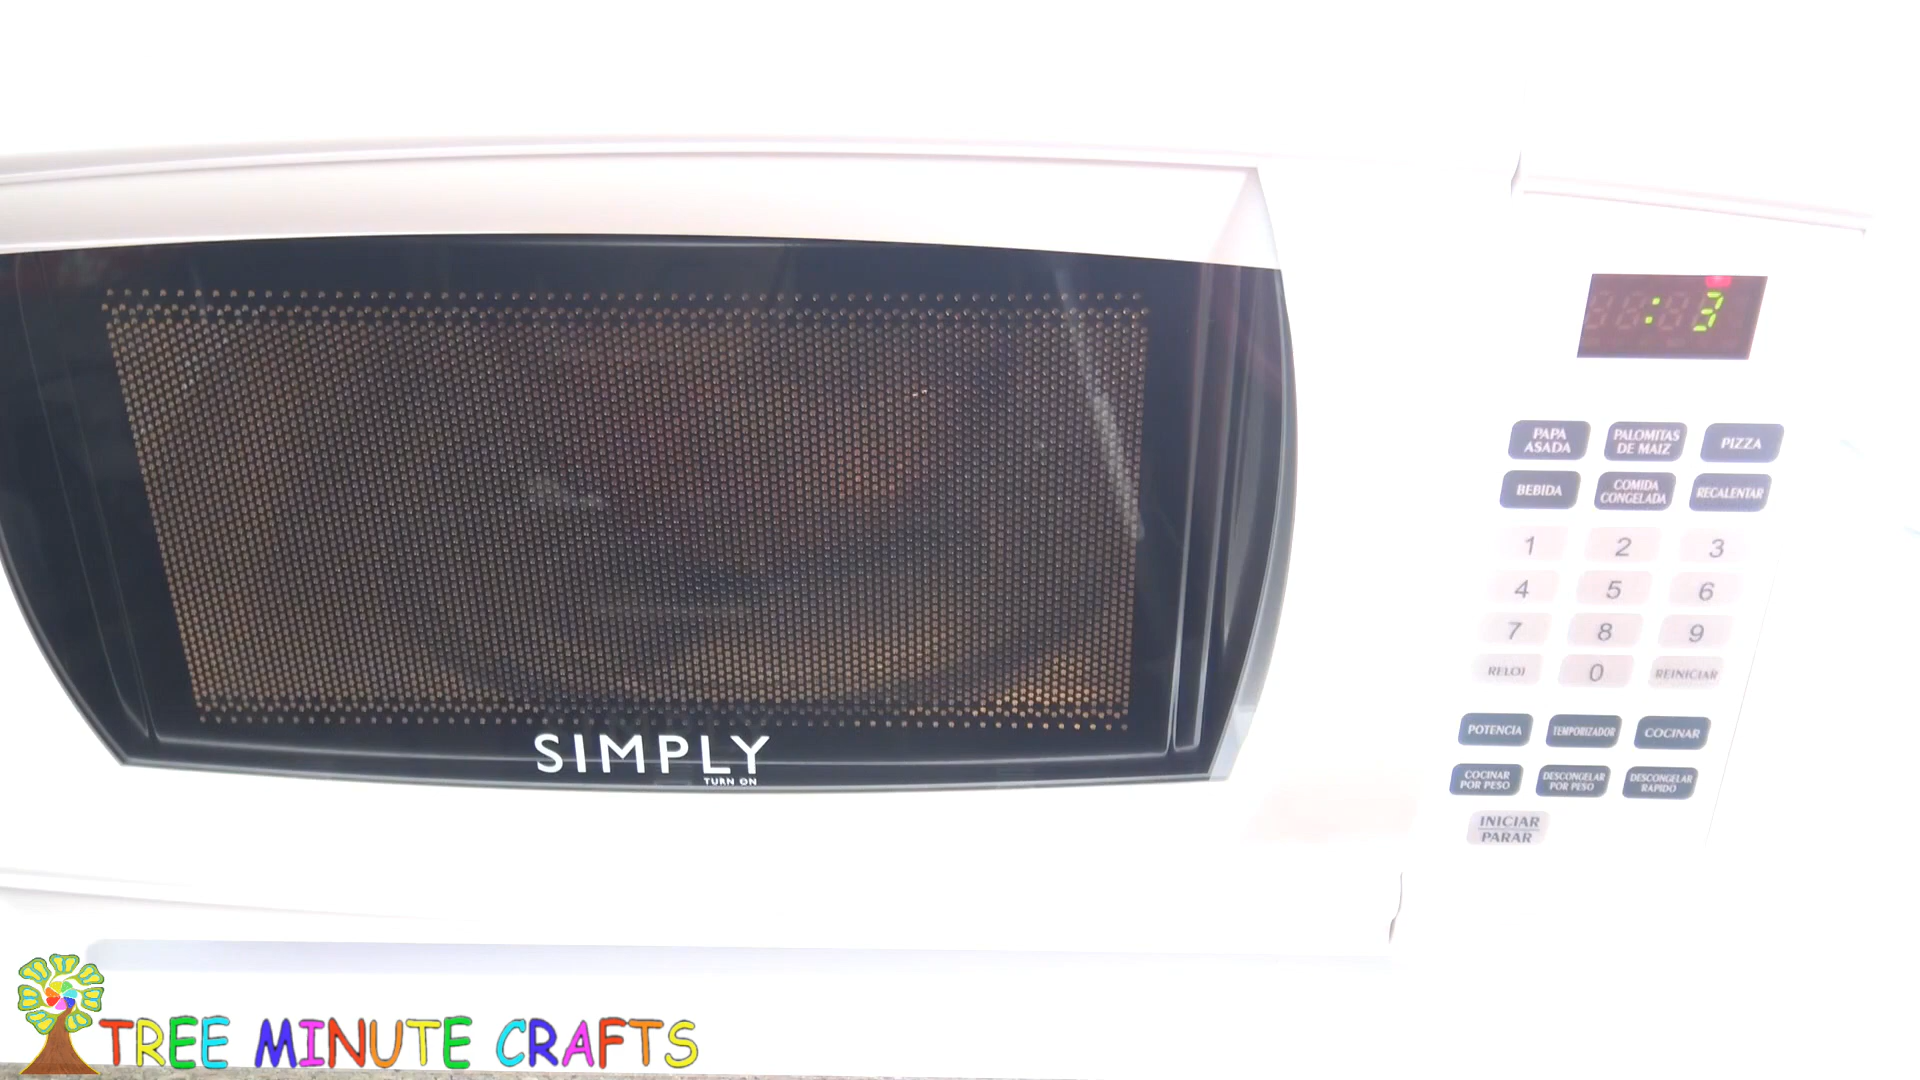 : 3
PAPA
ASADA
PALOMITAS
DE MAIZ
PIZZA
BEBIDA
COMIDA
CONGELADA
RECALENTAR
1 2 3
4 5 6
7 8 9
RELOJ 0 REINICIAR
POTENCIA TEMPORIZADOR COCINAR
COCINAR
POR PESO
DESCONGELAR
POR PESO
DESCONGELAR
RAPIDO
INICIAR
PARAR
SIMPLY
TURN ON
TREE MINUTE CRAFTS